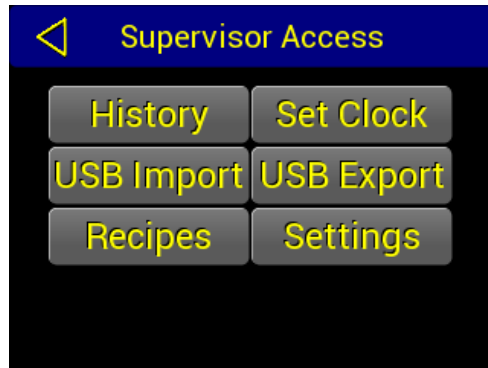 Supervisor Access
History Set Clock
USB Import USB Export
Recipes Settings